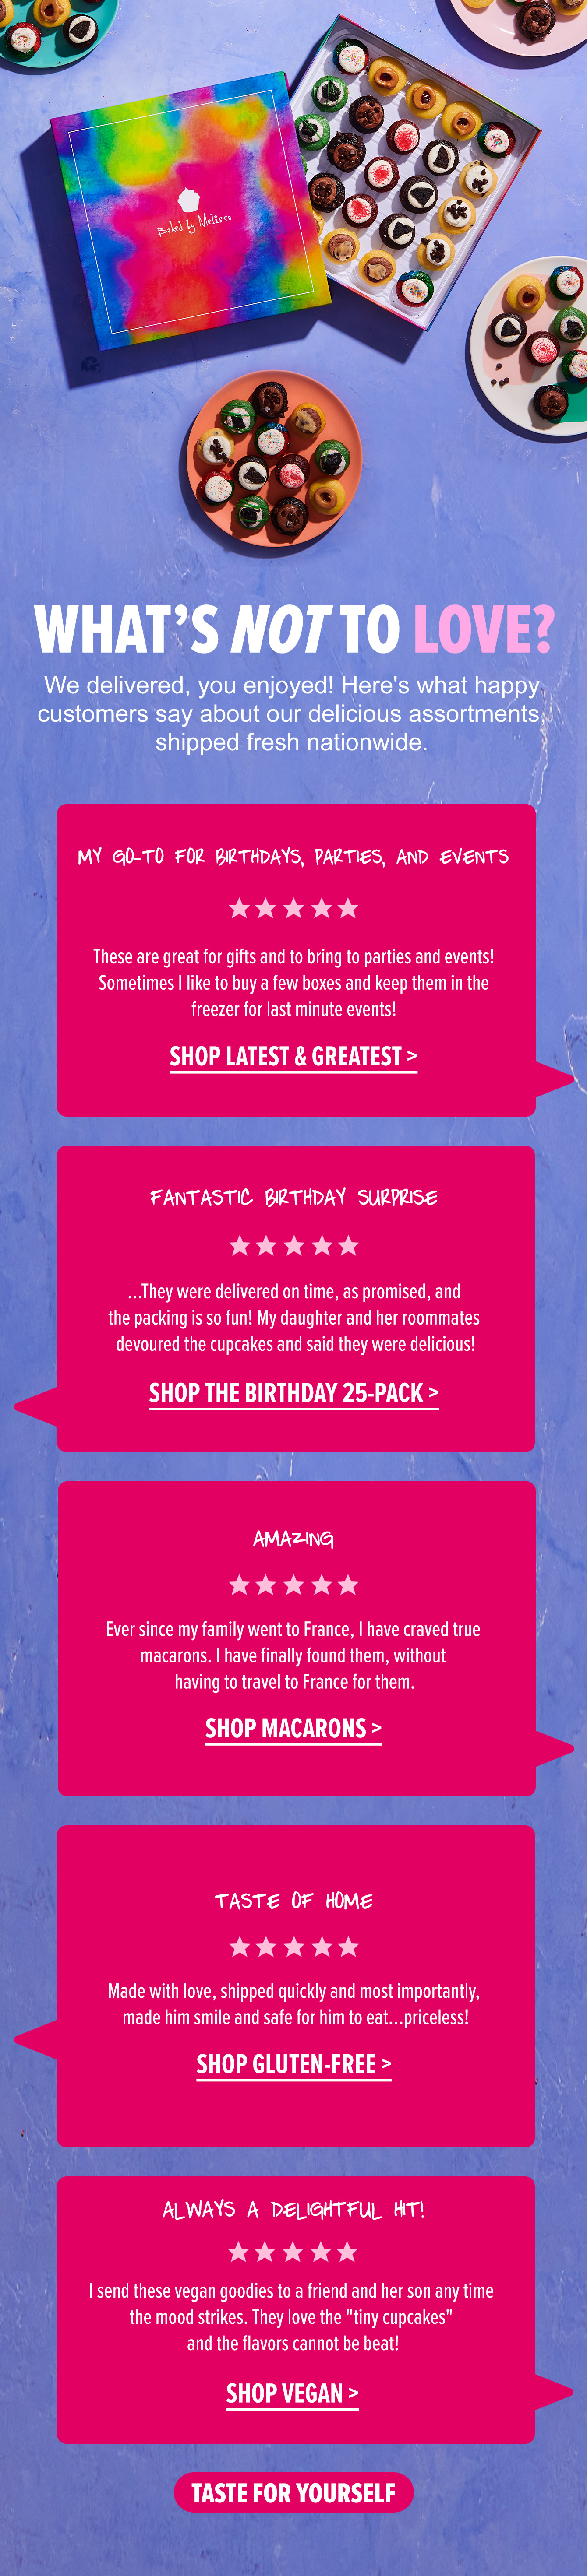 Baked by Melissa
WHAT'S NOT TO LOVE?
We delivered, you enjoyed! Here's what happy
customers say about our delicious assortments,
shipped fresh nationwide.
MY GO-TO FOR BIRTHDAYS, PARTIES, AND EVENTS
These are great for gifts and to bring to parties and events!
Sometimes I like to buy a few boxes and keep them in the
freezer for last minute events!
SHOP LATEST & GREATEST >
FANTASTIC BIRTHDAY SURPRISE
...They were delivered on time, as promised, and
the packing is so fun! My daughter and her roommates
devoured the cupcakes and said they were delicious!
SHOP THE BIRTHDAY 25-PACK >
AMAZING
Ever since my family went to France, I have craved true
macarons. I have finally found them, without
having to travel to France for them.
SHOP MACARONS >
TASTE OF HOME
Made with love, shipped quickly and most importantly,
made him smile and safe for him to eat...priceless!
SHOP GLUTEN-FREE >
ALWAYS A DELIGHTFUL HIT!
I send these vegan goodies to a friend and her son any time
the mood strikes. They love the "tiny cupcakes"
and the flavors cannot be beat!
SHOP VEGAN >
TASTE FOR YOURSELF